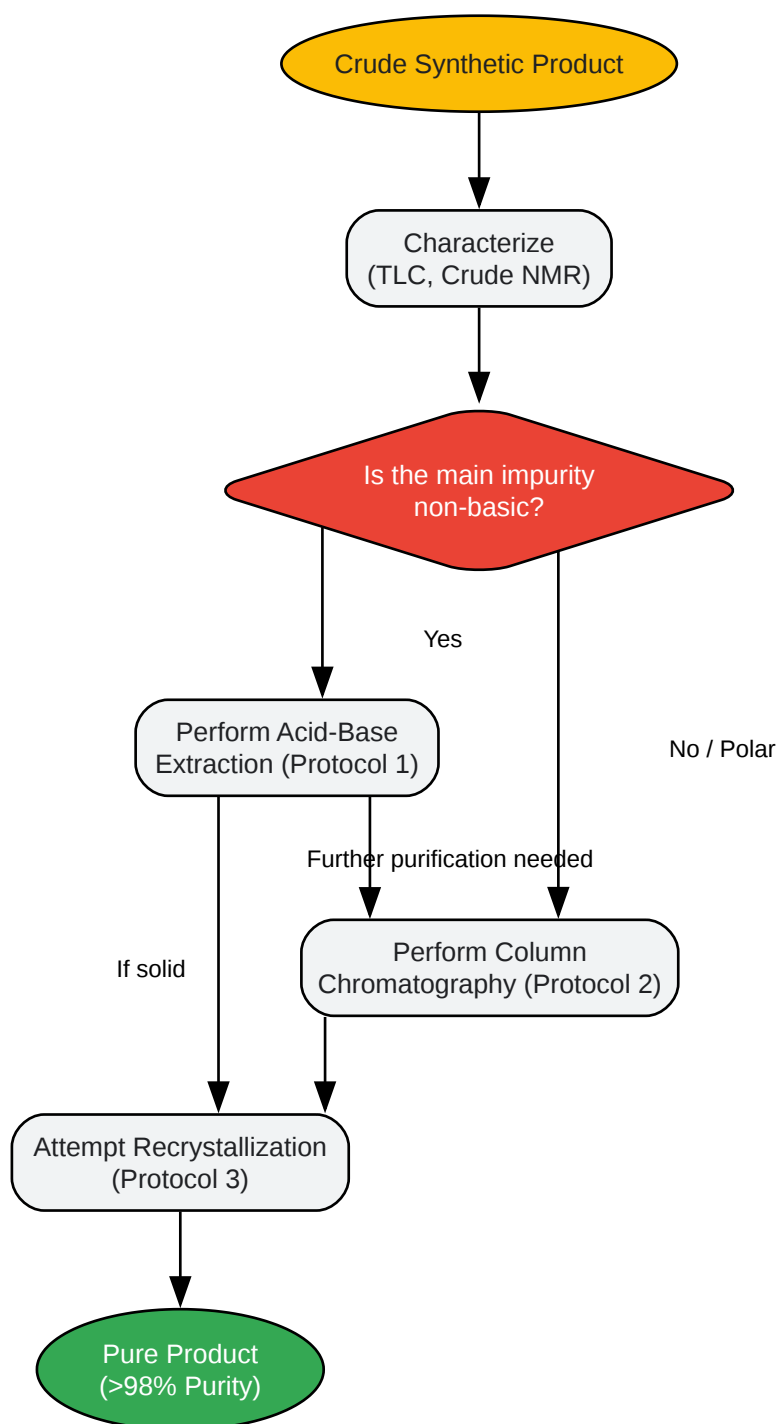 Crude Synthetic Product
Characterize
(TLC, Crude NMR)
Is the main impurity
non-basic?
Yes
Perform Acid-Base
Extraction (Protocol 1)
No / Polar
Further purification needed
If solid
Perform Column
Chromatography (Protocol 2)
Attempt Recrystallization
(Protocol 3)
Pure Product
(>98% Purity)